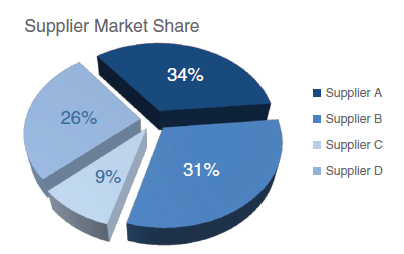 Supplier Market Share
34%
Supplier A
26%
Supplier B
Supplier C
9%
31%
Supplier D